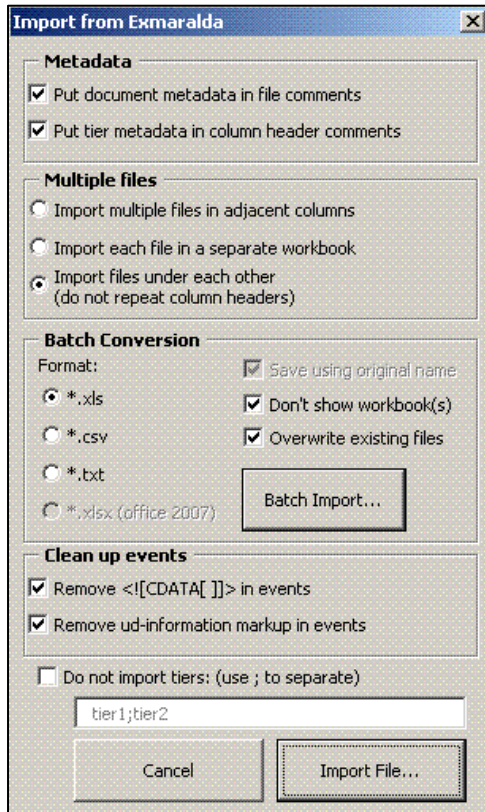 Import from Exmaralda
Metadata
Put document metadata in file comments
Put tier metadata in column header comments
Multiple files
Import multiple files in adjacent columns
Import each file in a separate workbook
Import files under each other
(do not repeat column headers)
Batch Conversion
Format:
*.xls
*.csv
*.txt
*.xlsx (office 2007)
Save using original name
Don't show workbook(s)
Overwrite existing files
Batch Import...
Clean up events
Remove <![CDATA[ ]]> in events
Remove ud-information markup in events
Do not import tiers: (use ; to separate)
tier1;tier2
Cancel
Import File...